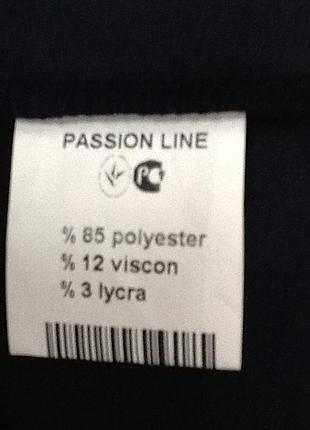 PASSION LINE
% 85 polyester
% 12 viscon
% 3 lycra